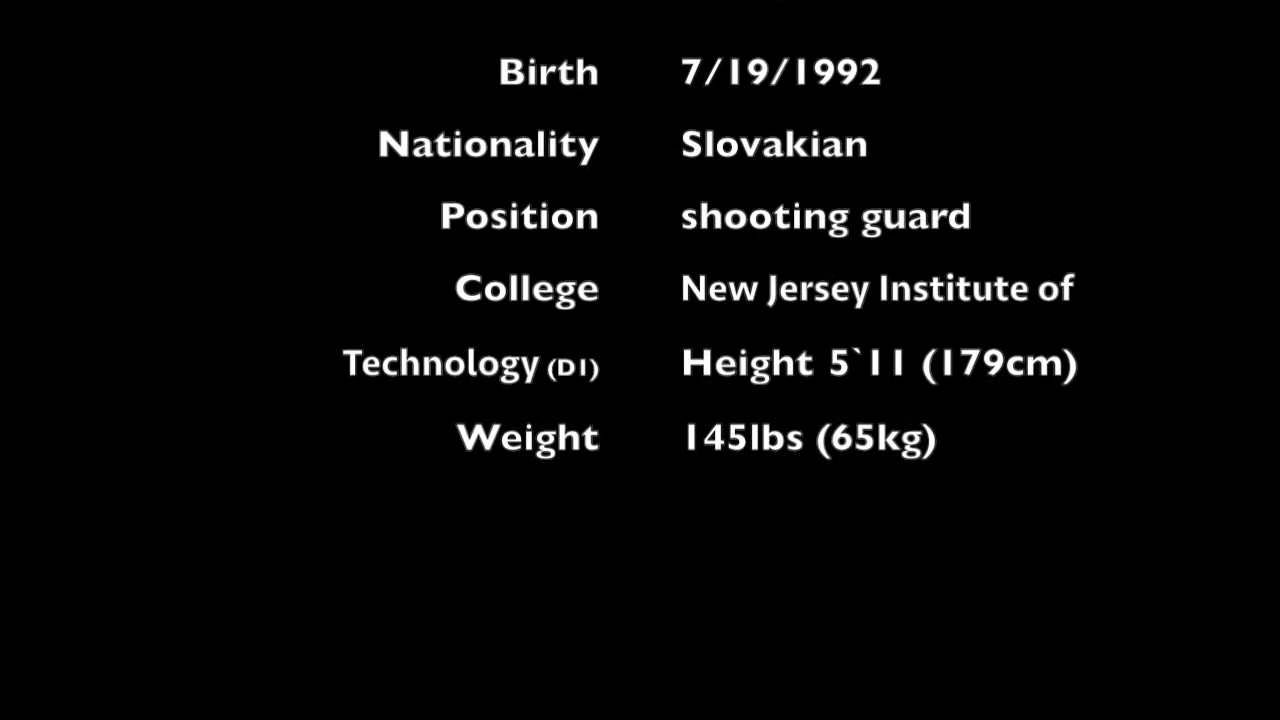 Birth 7/19/1992
Nationality Slovakian
Position shooting guard
College New Jersey Institute of
Technology (D1) Height 5`11 (179cm)
Weight 145lbs (65kg)